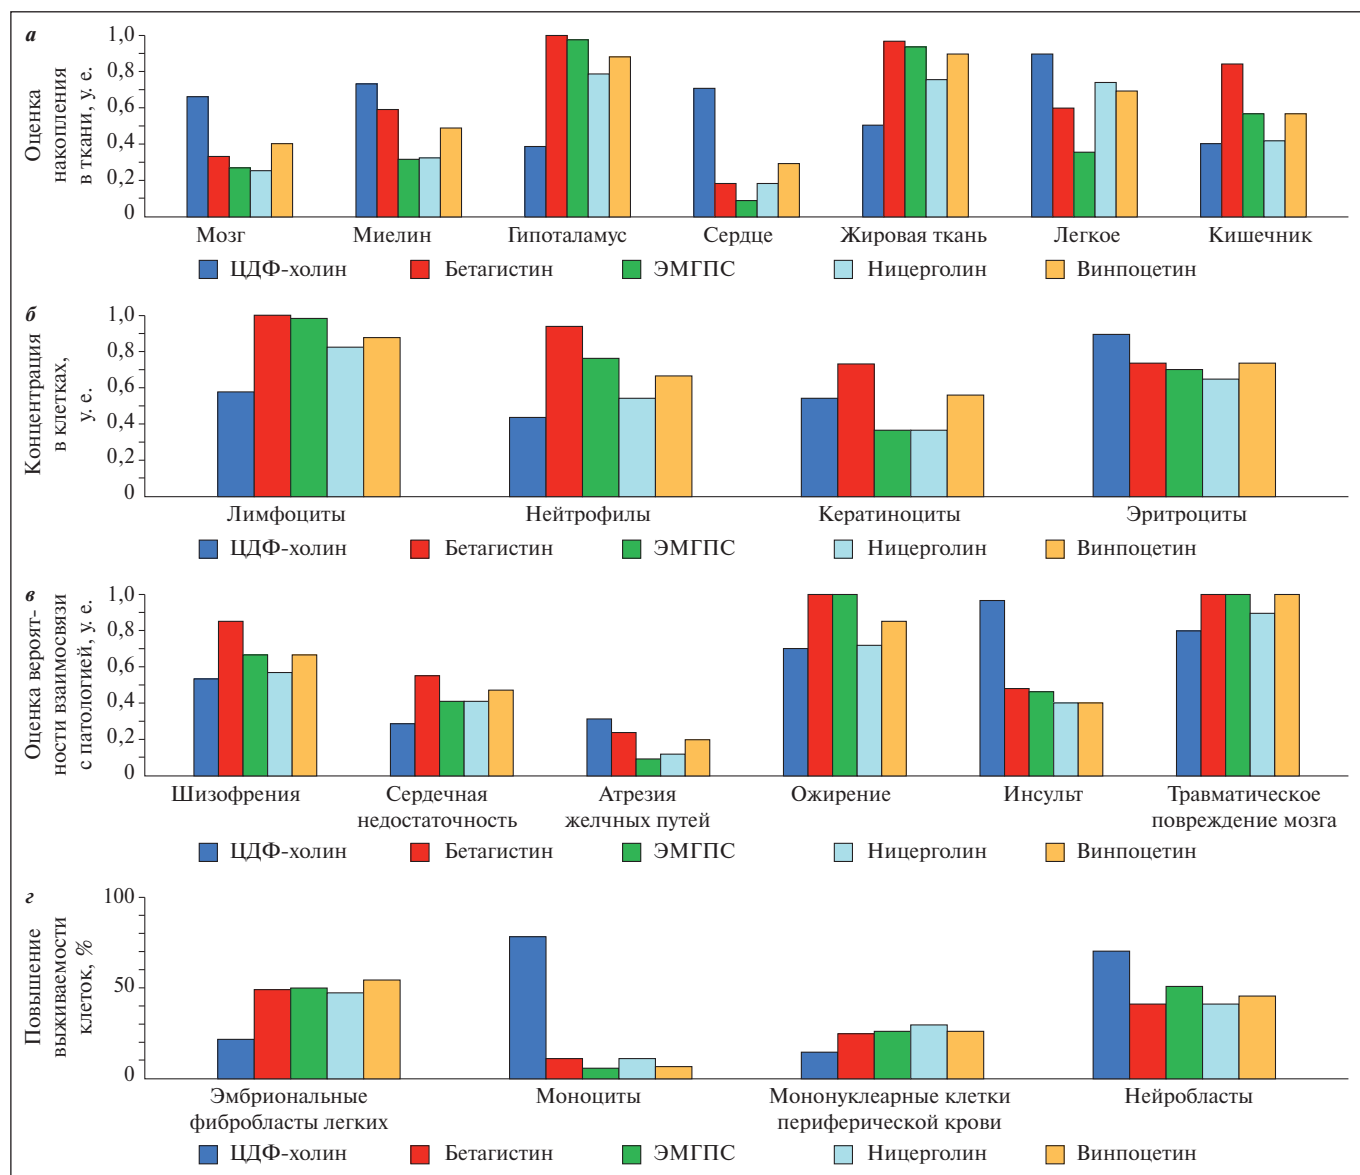 а
Оценка
накопления
в ткани, у. е.
1,0
0,8
0,6
0,4
0,2
0
Мозг Миелин Гипоталамус Сердце Жировая ткань Легкое Кишечник
ЦДФ-холин Бетагистин ЭМГПС Ницерголин Винпоцетин
б
Концентрация
в клетках,
у. е.
1,0
0,8
0,6
0,4
0,2
0
Лимфоциты Нейтрофилы Кератиноциты Эритроциты
ЦДФ-холин Бетагистин ЭМГПС Ницерголин Винпоцетин
в
Оценка вероят-
ности взаимосвязи
с патологией, у. е.
1,0
0,8
0,6
0,4
0,2
0
Шизофрения Сердечная Атрезия Ожирение Инсульт Травматическое
недостаточность желчных путей повреждение мозга
ЦДФ-холин Бетагистин ЭМГПС Ницерголин Винпоцетин
г
Повышение
выживаемости
клеток, %
100
50
0
Эмбриональные Моноциты Мононуклеарные клетки Нейробласты
фибробласты легких периферической крови
ЦДФ-холин Бетагистин ЭМГПС Ницерголин Винпоцетин